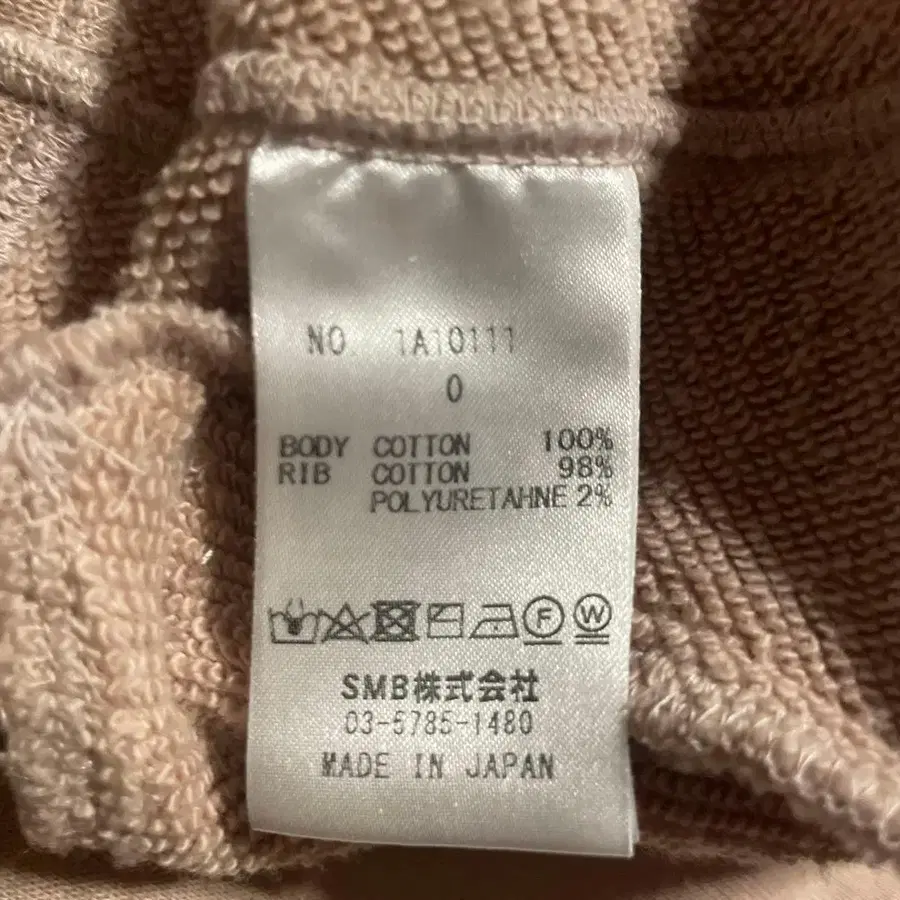 NO. 1A10111
0
BODY COTTON 100%
RIB COTTON 98%
POLYURETAHNE 2%
F W
SMB株式会社
03-5785-1480
MADE IN JAPAN